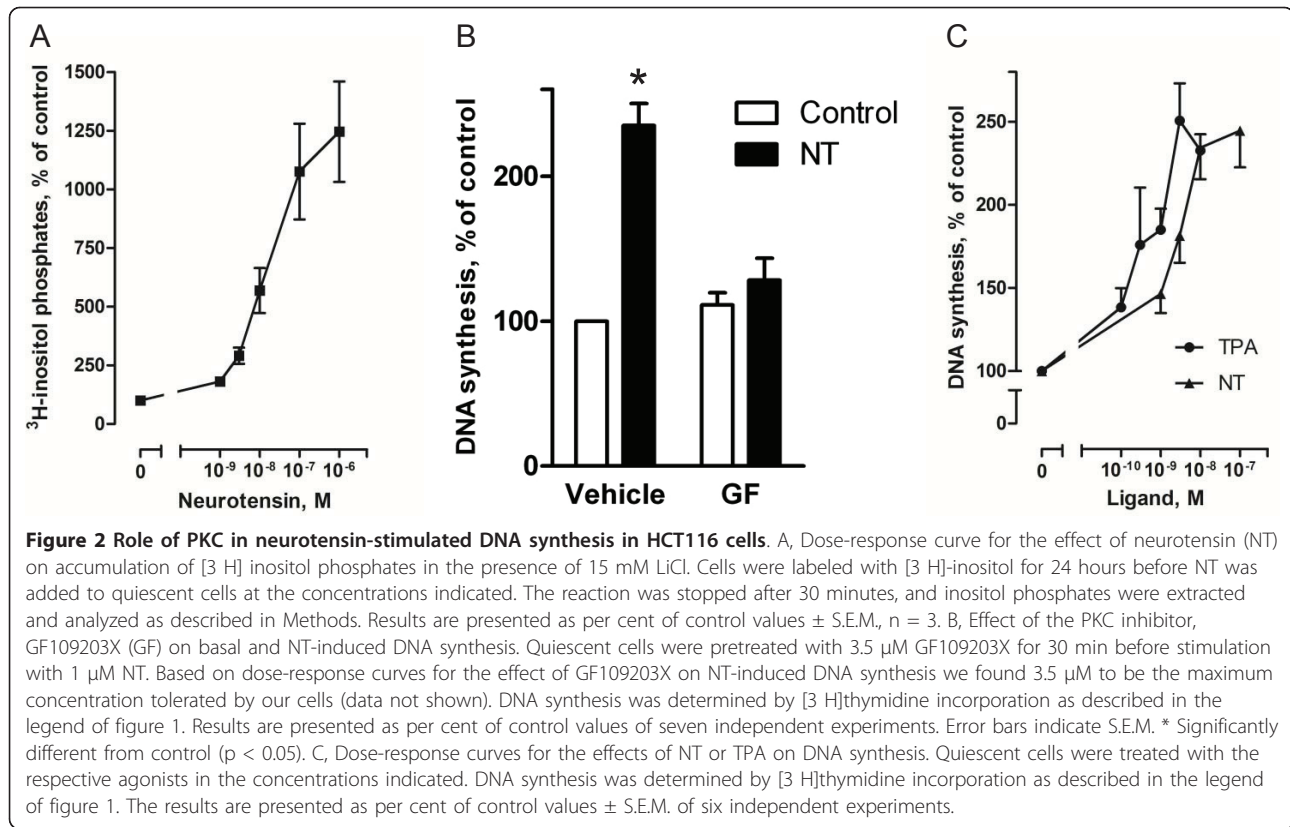 A
³H-inositol phosphates, % of control
1500
1250
1000
750
500
250
0
0
10⁻⁹
10⁻⁸
10⁻⁷
10⁻⁶
Neurotensin, M
B
*
Control
NT
DNA synthesis, % of control
200
100
0
Vehicle
GF
C
DNA synthesis, % of control
250
200
150
100
0
TPA
NT
0
10⁻¹⁰
10⁻⁹
10⁻⁸
10⁻⁷
Ligand, M
Figure 2 Role of PKC in neurotensin-stimulated DNA synthesis in HCT116 cells. A, Dose-response curve for the effect of neurotensin (NT)
on accumulation of [3 H] inositol phosphates in the presence of 15 mM LiCl. Cells were labeled with [3 H]-inositol for 24 hours before NT was
added to quiescent cells at the concentrations indicated. The reaction was stopped after 30 minutes, and inositol phosphates were extracted
and analyzed as described in Methods. Results are presented as per cent of control values ± S.E.M., n = 3. B, Effect of the PKC inhibitor,
GF109203X (GF) on basal and NT-induced DNA synthesis. Quiescent cells were pretreated with 3.5 μM GF109203X for 30 min before stimulation
with 1 μM NT. Based on dose-response curves for the effect of GF109203X on NT-induced DNA synthesis we found 3.5 μM to be the maximum
concentration tolerated by our cells (data not shown). DNA synthesis was determined by [3 H]thymidine incorporation as described in the
legend of figure 1. Results are presented as per cent of control values of seven independent experiments. Error bars indicate S.E.M. * Significantly
different from control (p < 0.05). C, Dose-response curves for the effects of NT or TPA on DNA synthesis. Quiescent cells were treated with the
respective agonists in the concentrations indicated. DNA synthesis was determined by [3 H]thymidine incorporation as described in the legend
of figure 1. The results are presented as per cent of control values ± S.E.M. of six independent experiments.